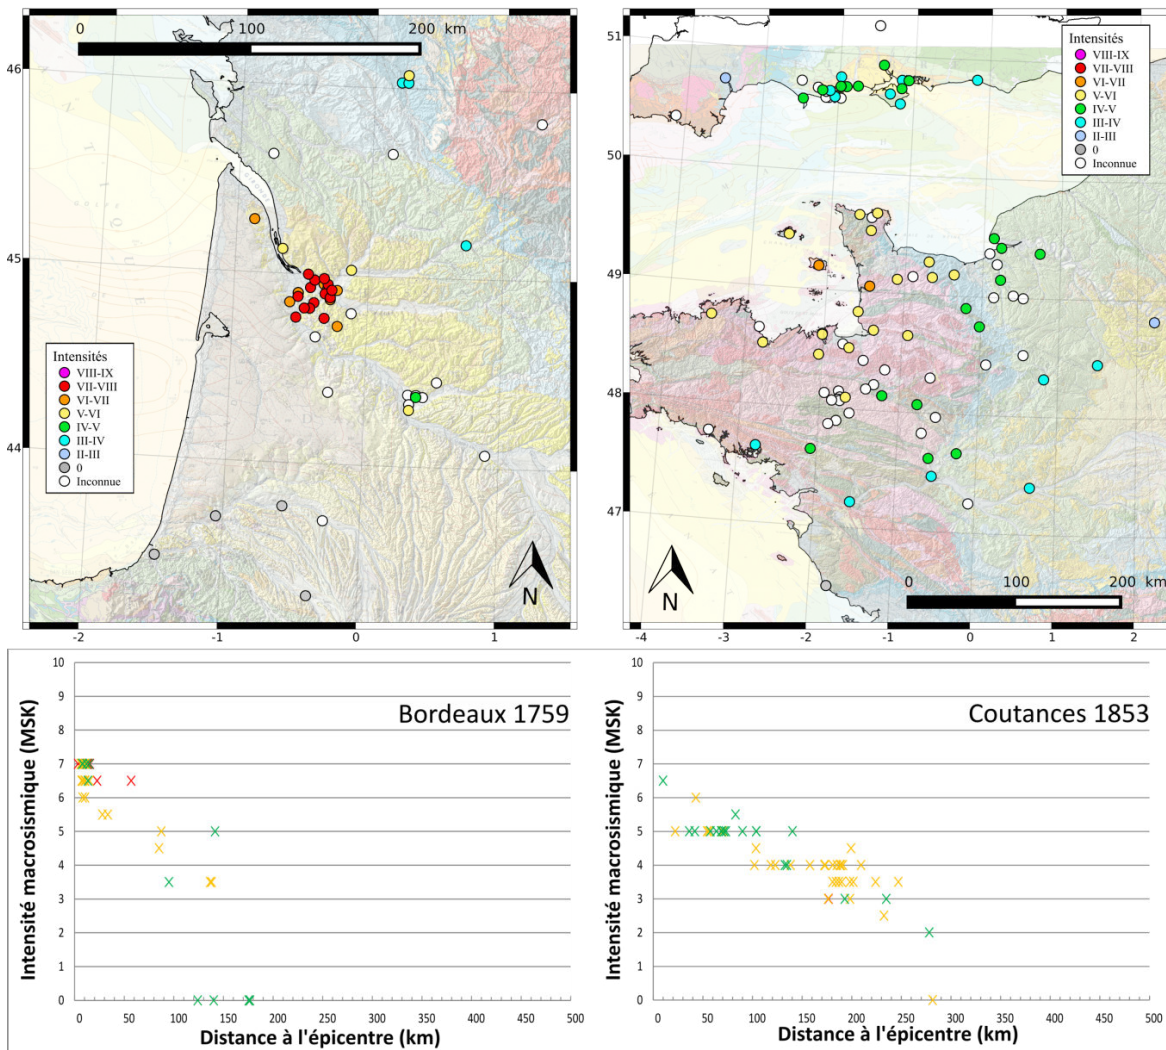 0 100 200 km
46
45
44
-2 -1 0 1
Intensités
VIII-IX
VII-VIII
VI-VII
V-VI
IV-V
III-IV
II-III
0
Inconnue
N
51
50
49
48
47
-4 -3 -2 -1 0 1 2
Intensités
VIII-IX
VII-VIII
VI-VII
V-VI
IV-V
III-IV
II-III
0
Inconnue
N
0 100 200 km
Bordeaux 1759
Intensité macrosismique (MSK)
10
9
8
7
6
5
4
3
2
1
0
0 50 100 150 200 250 300 350 400 450 500
Distance à l'épicentre (km)
Coutances 1853
Intensité macrosismique (MSK)
10
9
8
7
6
5
4
3
2
1
0
0 50 100 150 200 250 300 350 400 450 500
Distance à l'épicentre (km)